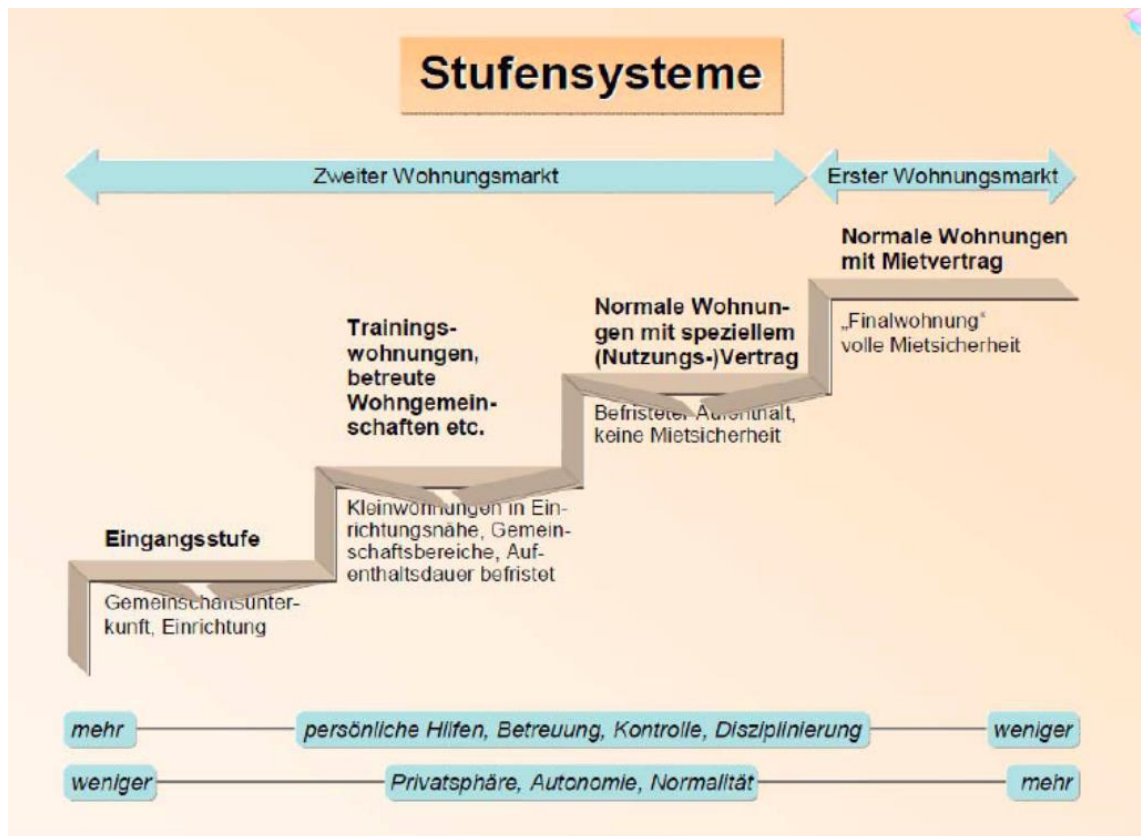 Stufensysteme
Zweiter Wohnungsmarkt
Erster Wohnungsmarkt
Normale Wohnungen
mit Mietvertrag
„Finalwohnung“
volle Mietsicherheit
Normale Wohnun-
gen mit speziellem
(Nutzungs-)Vertrag
Befristeter Aufenthalt,
keine Mietsicherheit
Trainings-
wohnungen,
betreute
Wohngemein-
schaften etc.
Kleinwohnungen in Ein-
richtungsnähe, Gemein-
schaftsbereiche, Auf-
enthaltsdauer befristet
Eingangsstufe
Gemeinschaftsunter-
kunft, Einrichtung
mehr
persönliche Hilfen, Betreuung, Kontrolle, Disziplinierung
weniger
weniger
Privatsphäre, Autonomie, Normalität
mehr